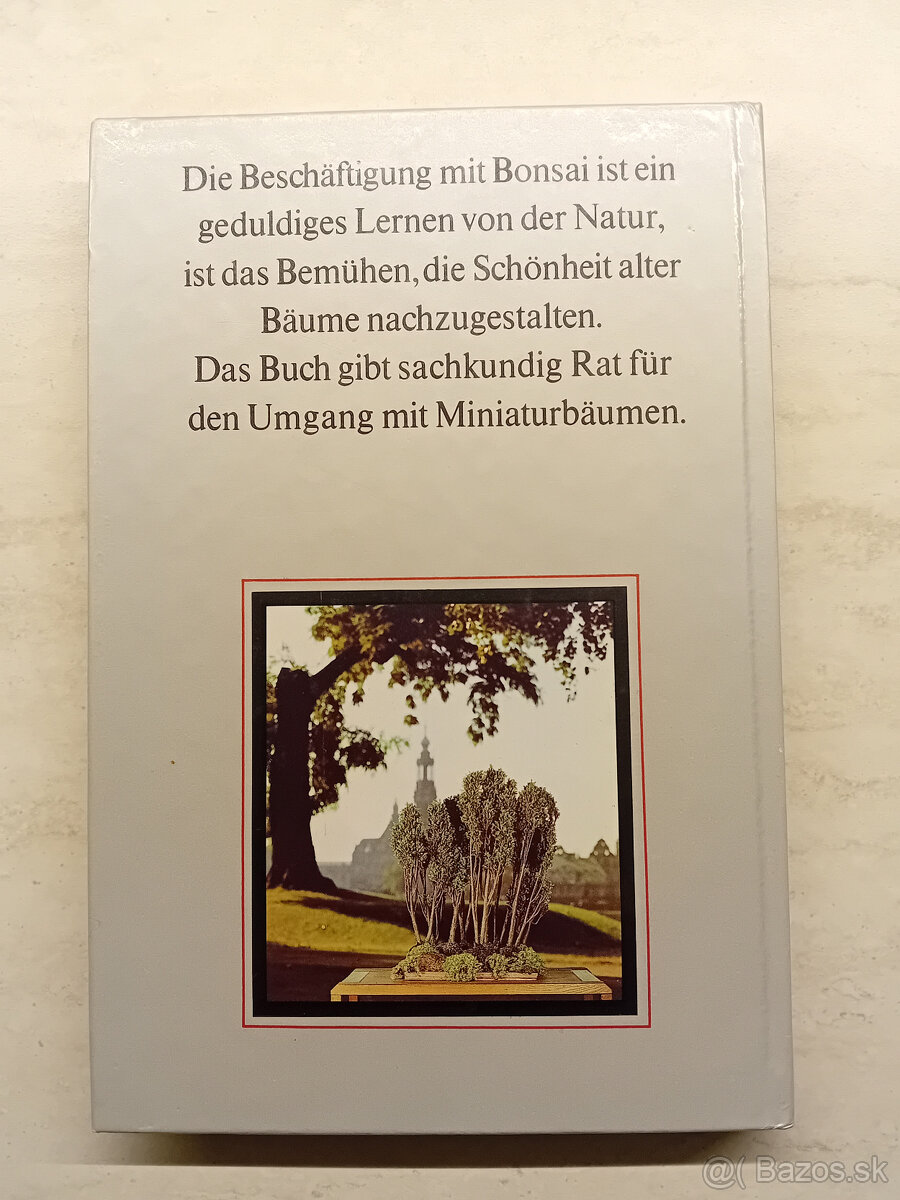 Die Beschäftigung mit Bonsai ist ein
geduldiges Lernen von der Natur,
ist das Bemühen, die Schönheit alter
Bäume nachzugestalten.
Das Buch gibt sachkundig Rat für
den Umgang mit Miniaturbäumen.
@( Bazos.sk